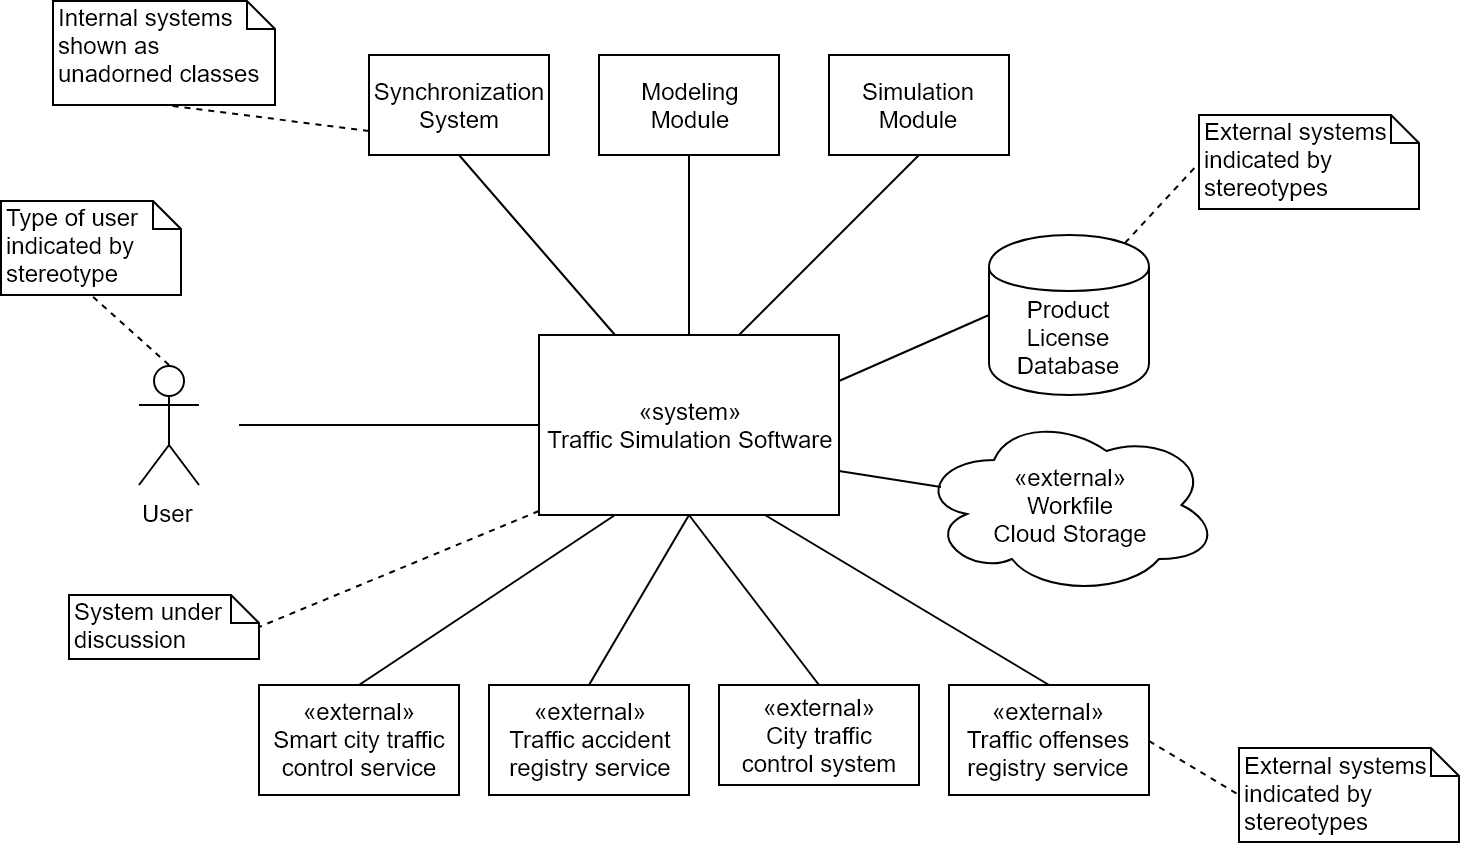 Internal systems
shown as
unadorned classes
Synchronization
System
Modeling
Module
Simulation
Module
External systems
indicated by
stereotypes
Type of user
indicated by
stereotype
Product
License
Database
User
«system»
Traffic Simulation Software
«external»
Workfile
Cloud Storage
System under
discussion
«external»
Smart city traffic
control service
«external»
Traffic accident
registry service
«external»
City traffic
control system
«external»
Traffic offenses
registry service
External systems
indicated by
stereotypes